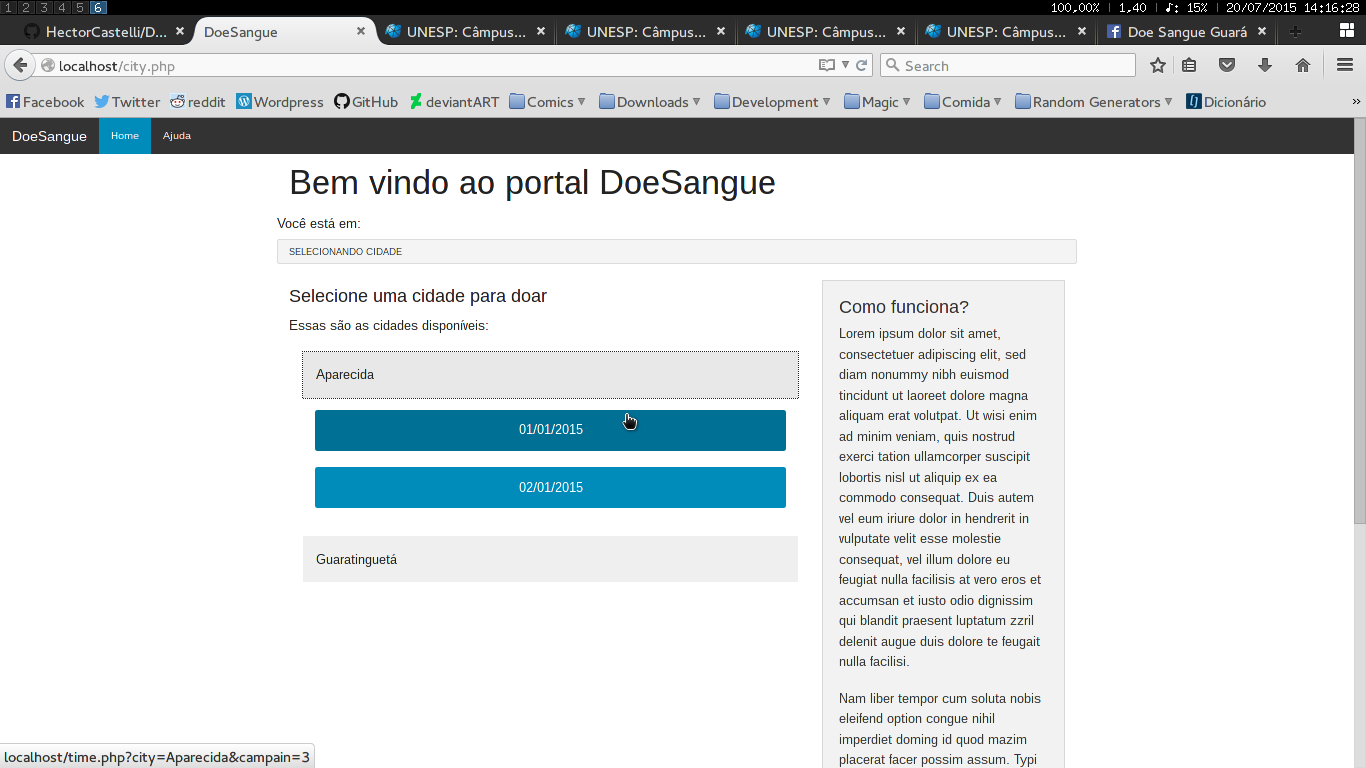 1 2 3 4 5 6
100,00% | 1.40 | ♪: 15% | 20/07/2015 14:16:28
HectorCastelli/D... DoeSangue UNESP: Câmpus... UNESP: Câmpus... UNESP: Câmpus... UNESP: Câmpus... Doe Sangue Guará
localhost/city.php Search
Facebook Twitter reddit Wordpress GitHub deviantART Comics Downloads Development Magic Comida Random Generators Dicionário »
DoeSangue Home Ajuda
Bem vindo ao portal DoeSangue
Você está em:
SELECIONANDO CIDADE
Selecione uma cidade para doar
Essas são as cidades disponíveis:
Aparecida
01/01/2015
02/01/2015
Guaratinguetá
Como funciona?
Lorem ipsum dolor sit amet,
consectetuer adipiscing elit, sed
diam nonummy nibh euismod
tincidunt ut laoreet dolore magna
aliquam erat volutpat. Ut wisi enim
ad minim veniam, quis nostrud
exerci tation ullamcorper suscipit
lobortis nisl ut aliquip ex ea
commodo consequat. Duis autem
vel eum iriure dolor in hendrerit in
vulputate velit esse molestie
consequat, vel illum dolore eu
feugiat nulla facilisis at vero eros et
accumsan et iusto odio dignissim
qui blandit praesent luptatum zzril
delenit augue duis dolore te feugait
nulla facilisi.
Nam liber tempor cum soluta nobis
eleifend option congue nihil
imperdiet doming id quod mazim
placerat facer possim assum. Typi
localhost/time.php?city=Aparecida&campain=3